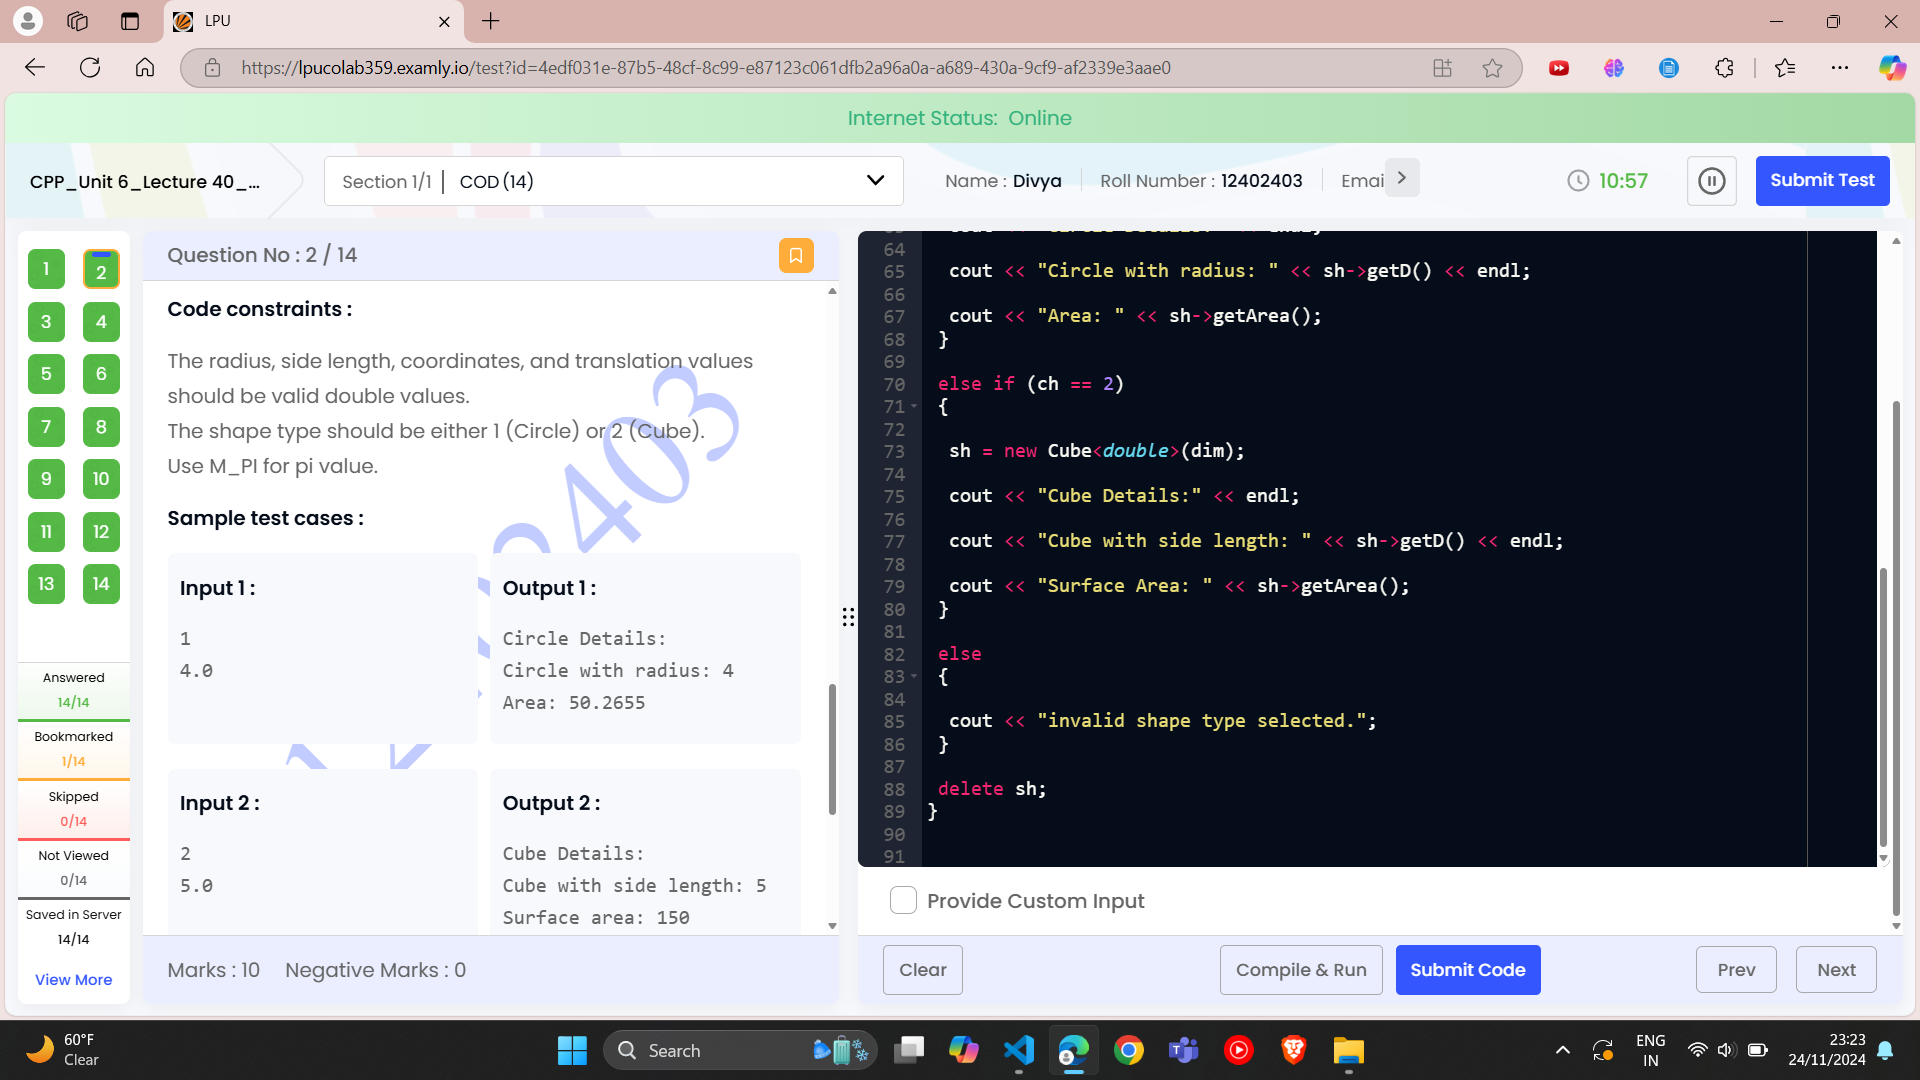 LPU
https://lpucolab359.examly.io/test?id=4edf031e-87b5-48cf-8c99-e87123c061dfb2a96a0a-a689-430a-9cf9-af2339e3aae0
Internet Status: Online
CPP_Unit 6_Lecture 40_...
Section 1/1 | COD (14)
Name : Divya
Roll Number : 12402403
Emai
10:57
Submit Test
1 2
3 4
5 6
7 8
9 10
11 12
13 14
Answered
14/14
Bookmarked
1/14
Skipped
0/14
Not Viewed
0/14
Saved in Server
14/14
View More
Question No : 2 / 14
Code constraints :
The radius, side length, coordinates, and translation values
should be valid double values.
The shape type should be either 1 (Circle) or 2 (Cube).
Use M_PI for pi value.
Sample test cases :
Input 1 :
1
4.0
Output 1 :
Circle Details:
Circle with radius: 4
Area: 50.2655
Input 2 :
2
5.0
Output 2 :
Cube Details:
Cube with side length: 5
Surface area: 150
Marks : 10 Negative Marks : 0
64
65 cout << "Circle with radius: " << sh->getD() << endl;
66
67 cout << "Area: " << sh->getArea();
68 }
69
70 else if (ch == 2)
71 {
72
73 sh = new Cube<double>(dim);
74
75 cout << "Cube Details:" << endl;
76
77 cout << "Cube with side length: " << sh->getD() << endl;
78
79 cout << "Surface Area: " << sh->getArea();
80 }
81
82 else
83 {
84
85 cout << "invalid shape type selected.";
86 }
87
88 delete sh;
89 }
90
91
Provide Custom Input
Clear
Compile & Run
Submit Code
Prev
Next
60°F
Clear
Search
ENG
IN
23:23
24/11/2024